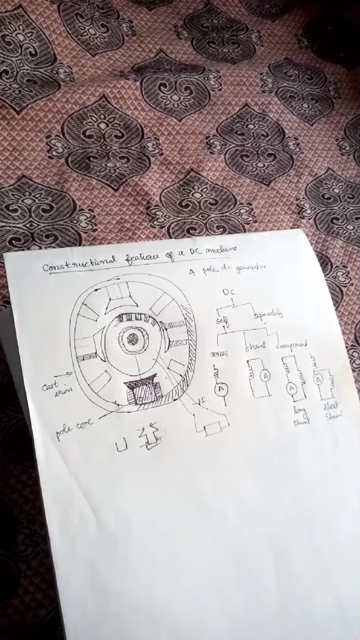 Constructional features of a DC machine
4 pole dc generator
DC
self
separately
series
shunt
compound
A
A
A
A
long
shunt
short
shunt
cast
iron
pole core